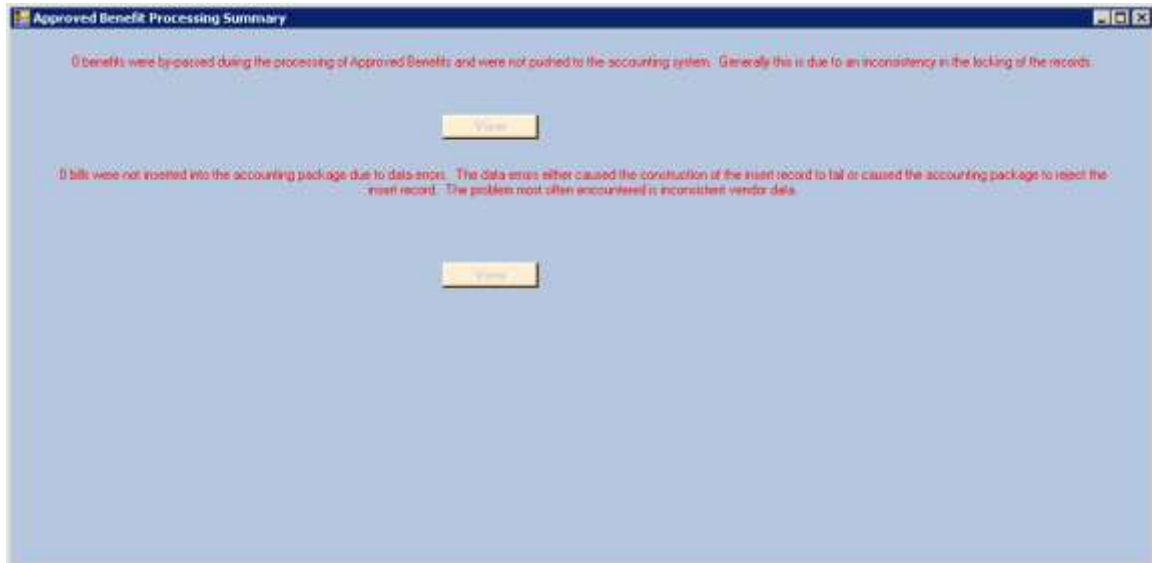 Approved Benefit Processing Summary
0 benefits were by-passed during the processing of Approved Benefits and were not pushed to the accounting system. Generally this is due to an inconsistency in the locking of the records.
View
0 bills were not inserted into the accounting package due to data errors. The data errors either caused the construction of the insert record to fail or caused the accounting package to reject the
insert record. The problem most often encountered is inconsistent vendor data.
View